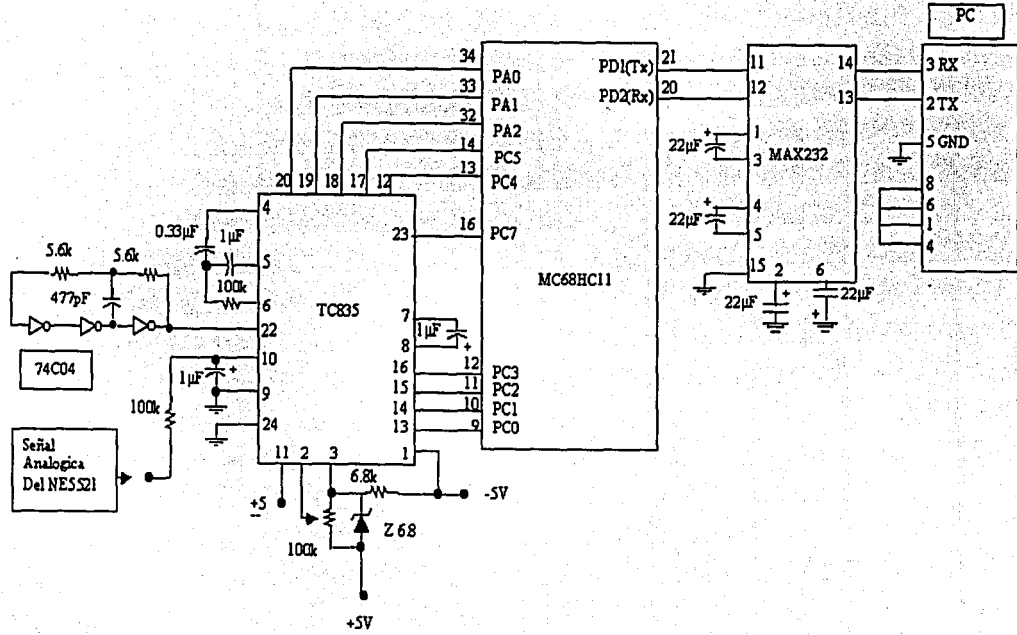 PC
34
PA0
33
PA1
32
PA2
14
PC5
13
PC4
16
PC7
MC68HC11
12
PC3
11
PC2
10
PC1
9
PC0
PD1(Tx)
21
PD2(Rx)
20
11
12
1
3
4
5
15
2
6
14
13
MAX232
22µF
+
22µF
+
22µF
+
22µF
+
3 RX
2 TX
5 GND
8
6
1
4
20
19
18
17
12
4
5
6
22
10
9
24
23
7
8
16
15
14
13
11
2
3
1
TC835
0.33µF
1µF
100k
5.6k
5.6k
477pF
74C04
1µF
+
100k
Señal
Analogica
Del NE5521
1µF
+
+5
6.8k
-5V
100k
Z 6.8
+5V